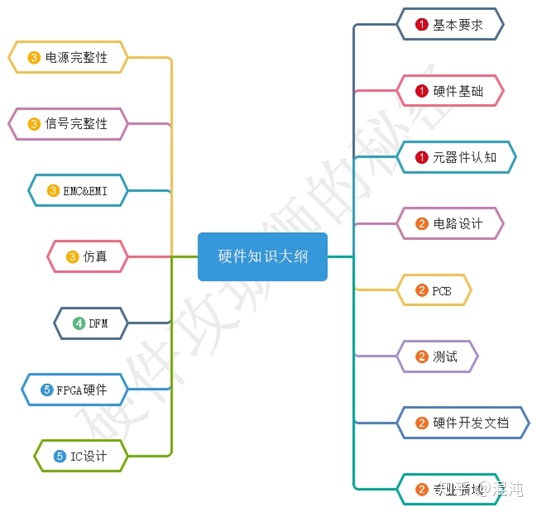 硬件知识大纲
1 基本要求
1 硬件基础
1 元器件认知
2 电路设计
2 PCB
2 测试
2 硬件开发文档
2 专业领域
3 电源完整性
3 信号完整性
3 EMC&EMI
3 仿真
4 DFM
5 FPGA硬件
5 IC设计
硬件攻城狮的秘密
知乎 @混沌